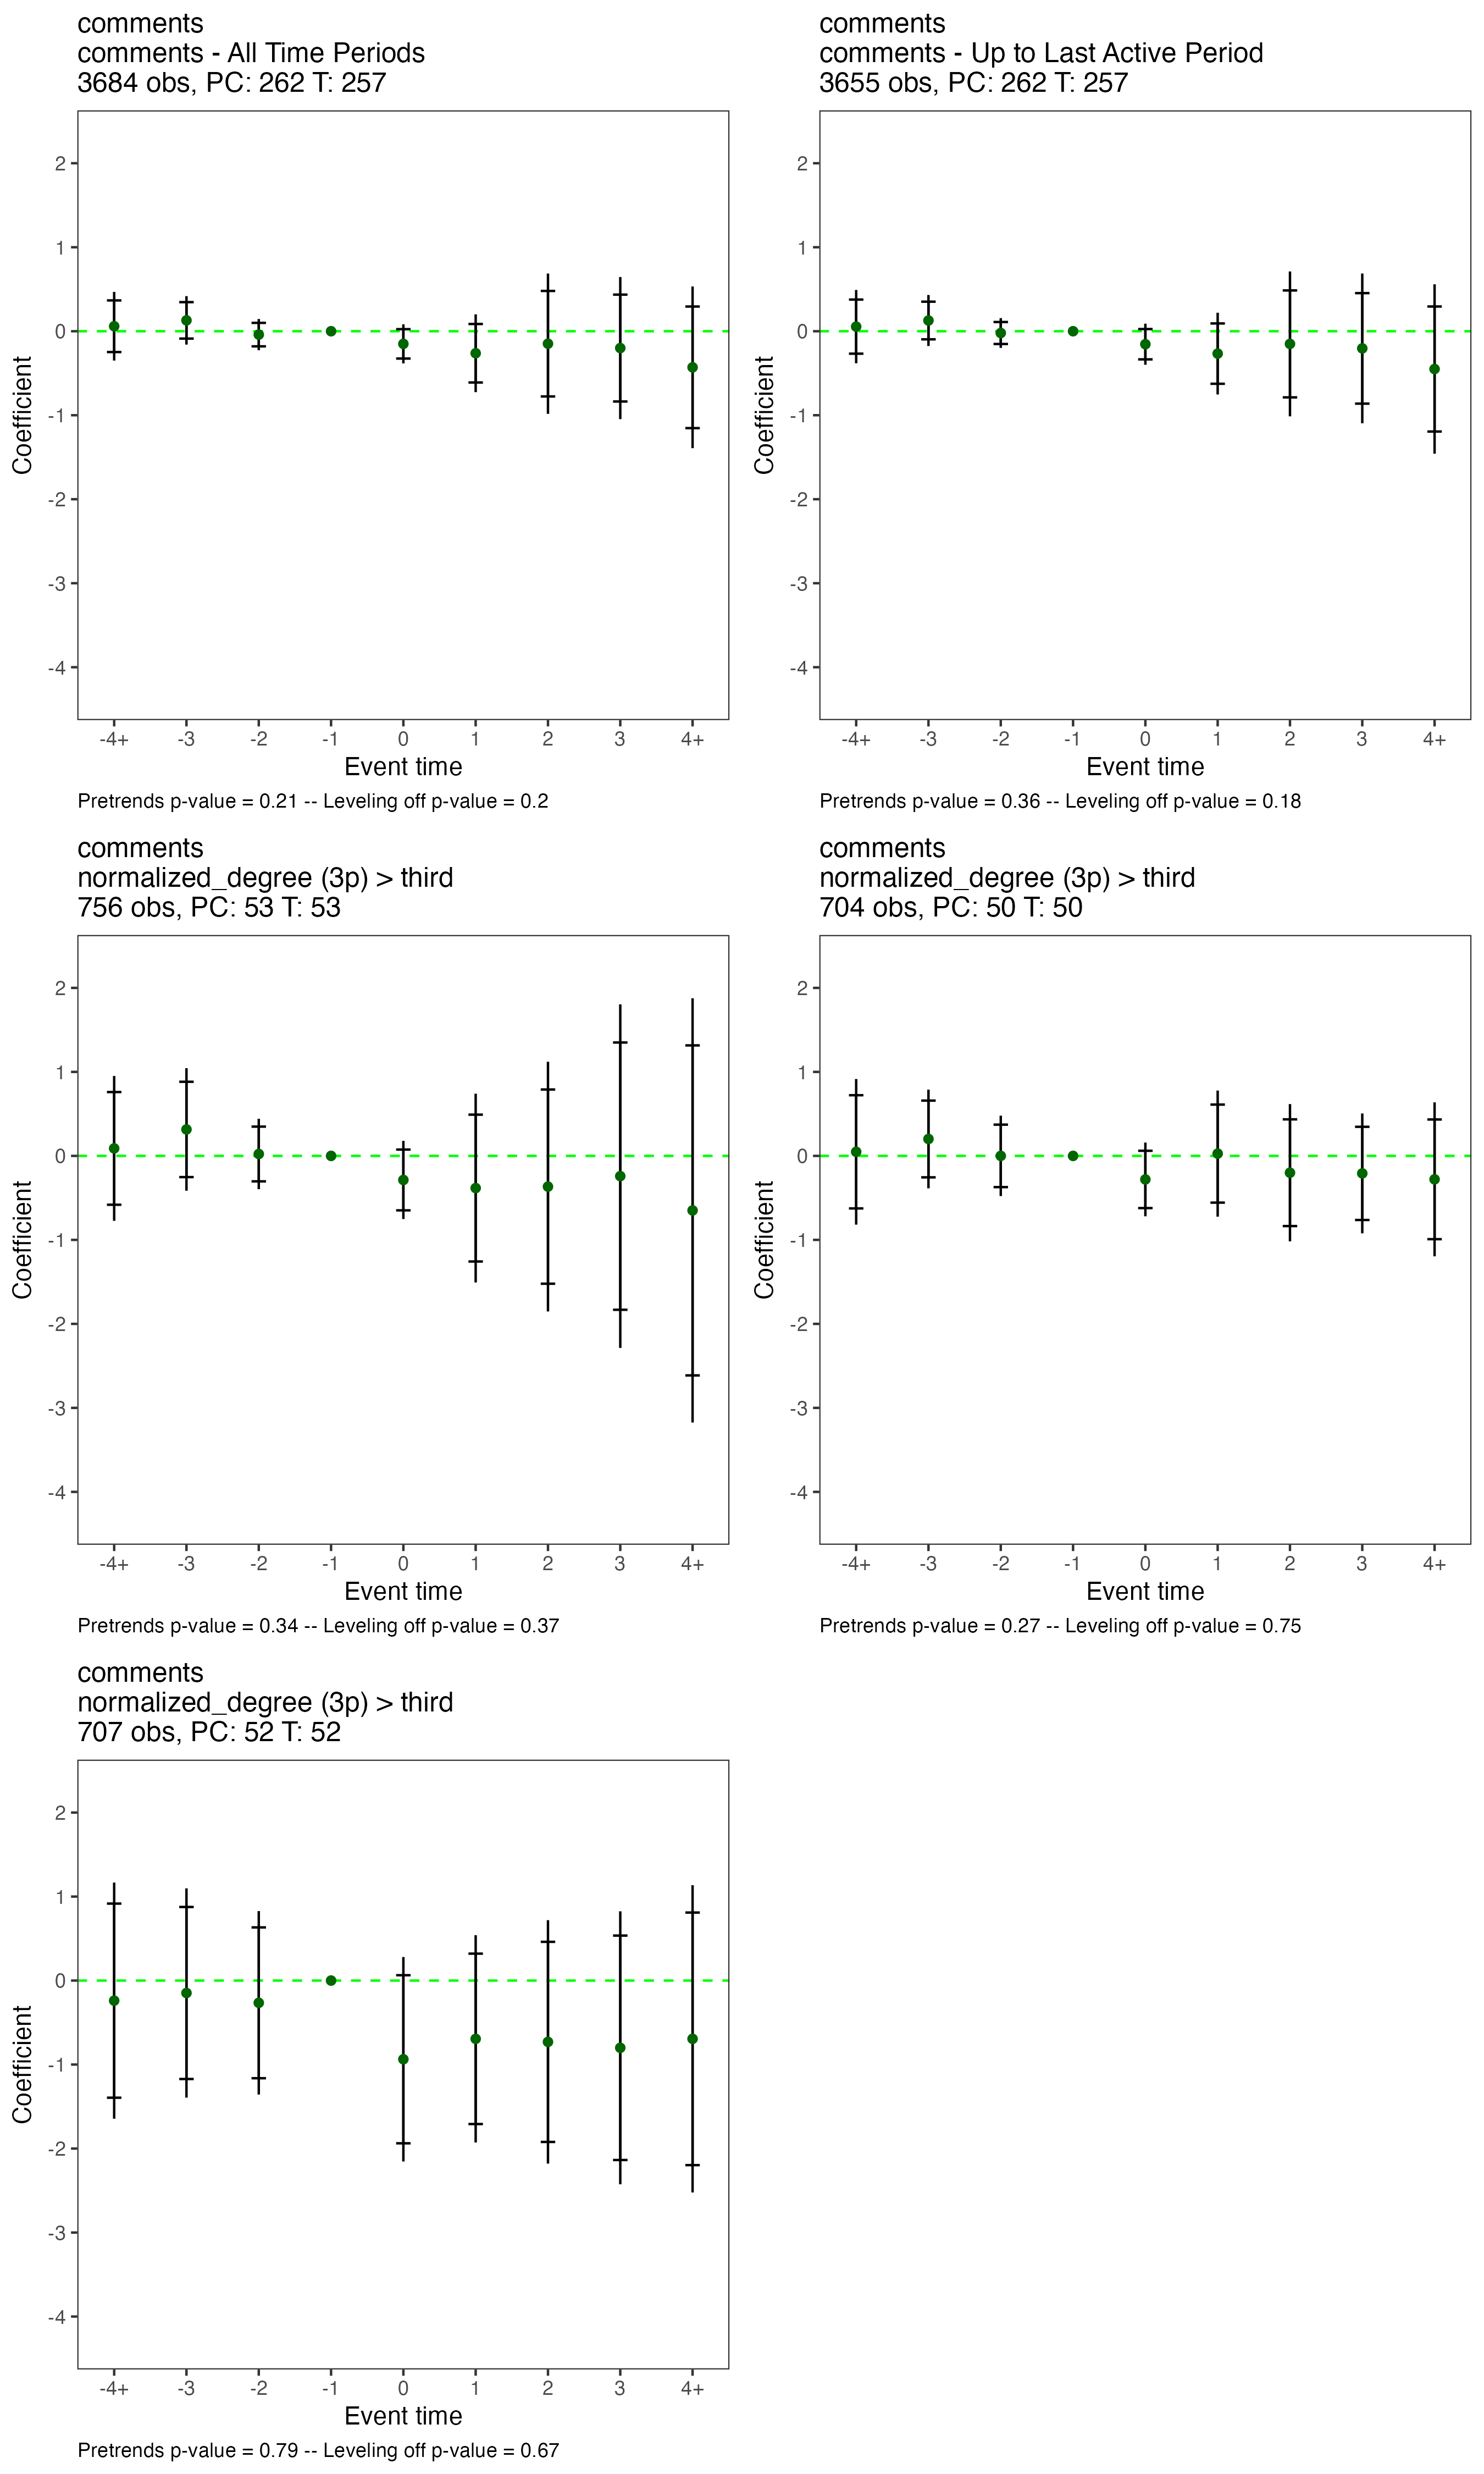 comments
comments - All Time Periods
3684 obs, PC: 262 T: 257
2
1
0
-1
-2
-3
-4
Coefficient
-4+ -3 -2 -1 0 1 2 3 4+
Event time
Pretrends p-value = 0.21 -- Leveling off p-value = 0.2
comments
comments - Up to Last Active Period
3655 obs, PC: 262 T: 257
2
1
0
-1
-2
-3
-4
Coefficient
-4+ -3 -2 -1 0 1 2 3 4+
Event time
Pretrends p-value = 0.36 -- Leveling off p-value = 0.18
comments
normalized_degree (3p) > third
756 obs, PC: 53 T: 53
2
1
0
-1
-2
-3
-4
Coefficient
-4+ -3 -2 -1 0 1 2 3 4+
Event time
Pretrends p-value = 0.34 -- Leveling off p-value = 0.37
comments
normalized_degree (3p) > third
704 obs, PC: 50 T: 50
2
1
0
-1
-2
-3
-4
Coefficient
-4+ -3 -2 -1 0 1 2 3 4+
Event time
Pretrends p-value = 0.27 -- Leveling off p-value = 0.75
comments
normalized_degree (3p) > third
707 obs, PC: 52 T: 52
2
1
0
-1
-2
-3
-4
Coefficient
-4+ -3 -2 -1 0 1 2 3 4+
Event time
Pretrends p-value = 0.79 -- Leveling off p-value = 0.67